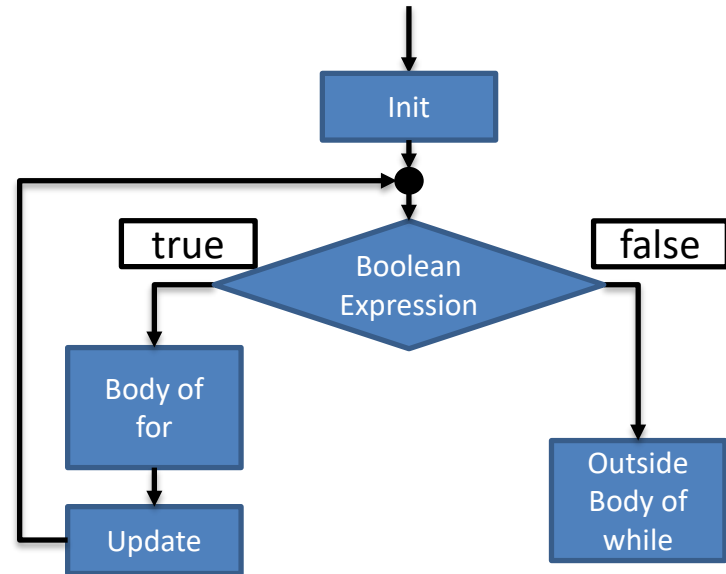 Init
true
false
Boolean
Expression
Body of
for
Outside
Body of
while
Update